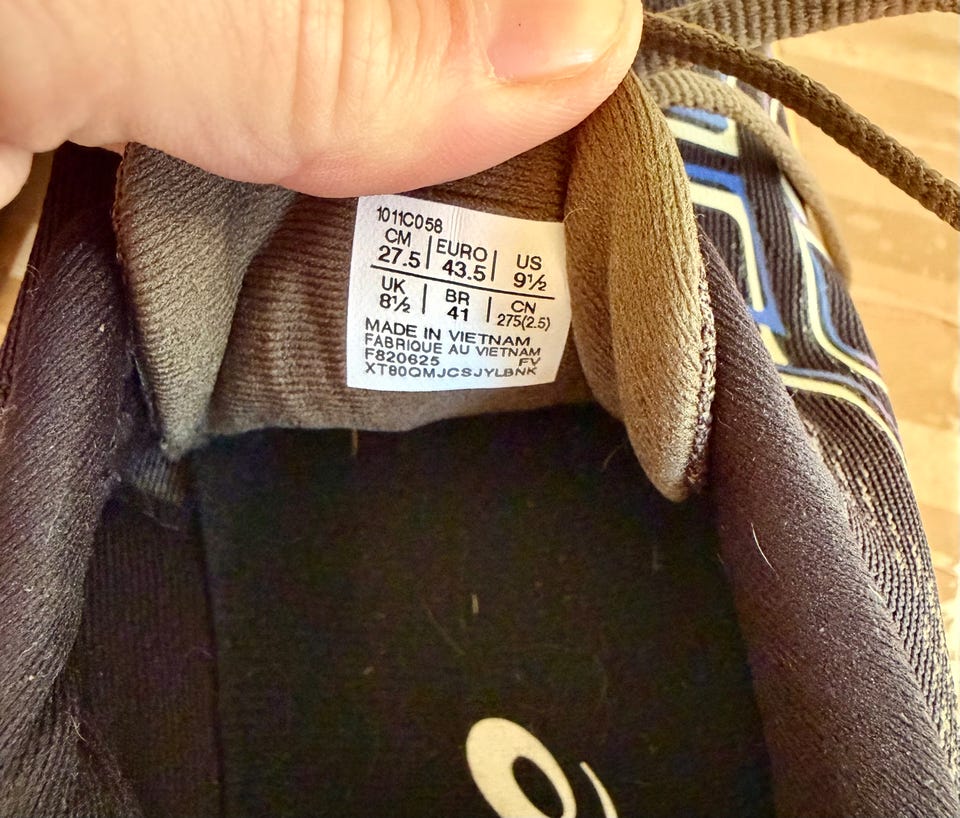 1011C058
CM EURO US
27.5 43.5 9½
UK BR CN
8½ 41 275(2.5)
MADE IN VIETNAM
FABRIQUE AU VIETNAM
F820625 FV
XT80QMJCSJYLBNK